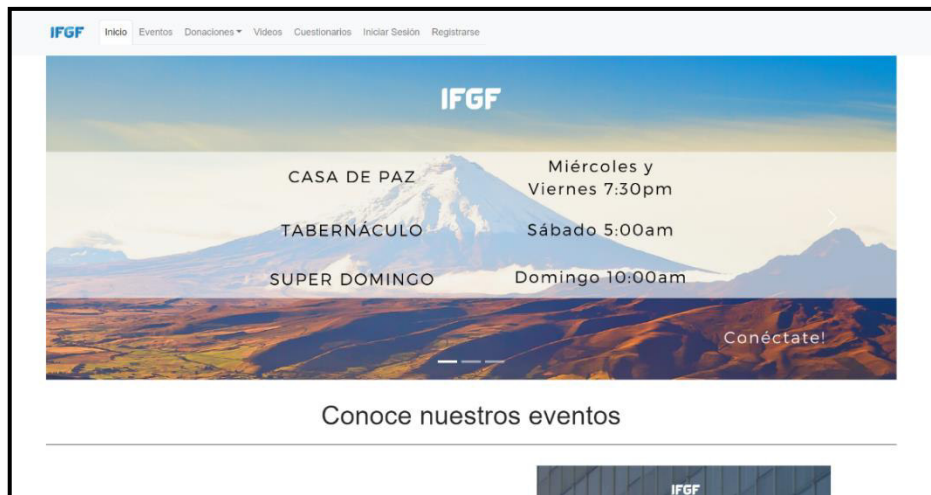 IFGF Inicio Eventos Donaciones Videos Cuestionarios Iniciar Sesión Registrarse
IFGF
CASA DE PAZ
Miércoles y
Viernes 7:30pm
TABERNÁCULO
Sábado 5:00am
SUPER DOMINGO
Domingo 10:00am
Conéctate!
Conoce nuestros eventos
IFGF